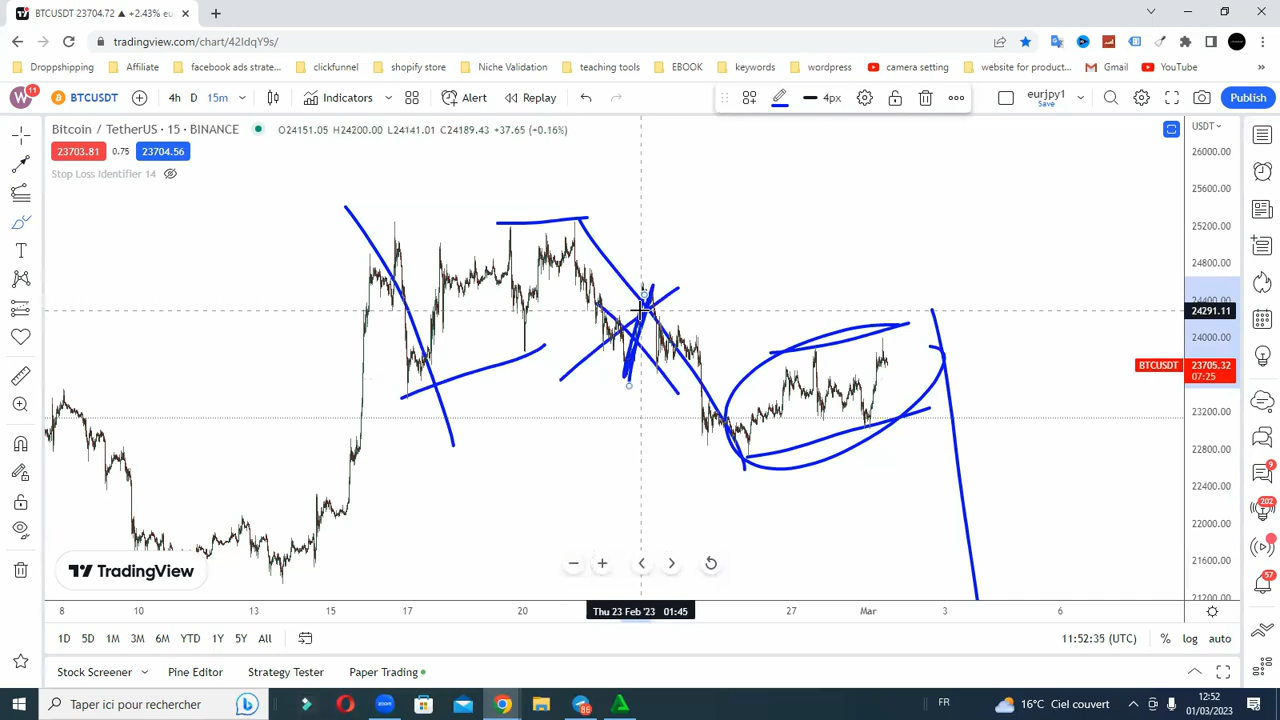 BTCUSDT 23704.72 ▲ +2.43% eu
tradingview.com/chart/42IdqY9s/
Droppshipping Affiliate facebook ads strate... clickfunnel shopify store Niche Validation teaching tools EBOOK keywords wordpress camera setting website for product... Gmail YouTube »
W 11 BTCUSDT 4h D 15m Indicators Alert Replay 4px eurjpy1 Save Publish
Bitcoin / TetherUS · 15 · BINANCE O24151.05 H24200.00 L24141.01 C24189.43 +37.65 (+0.16%) USDT
23703.81 0.75 23704.56
Stop Loss Identifier 14
26000.00
25600.00
25200.00
24800.00
24400.00
24291.11
24000.00
BTCUSDT 23705.32
07:25
23200.00
22800.00
22400.00
22000.00
21600.00
21200.00
9
202
57
TradingView
8 10 13 15 17 20 Thu 23 Feb '23 01:45 27 Mar 3 6
1D 5D 1M 3M 6M YTD 1Y 5Y All 11:52:35 (UTC) % log auto
Stock Screener Pine Editor Strategy Tester Paper Trading
Taper ici pour rechercher 86 FR 16°C Ciel couvert 12:52
01/03/2023